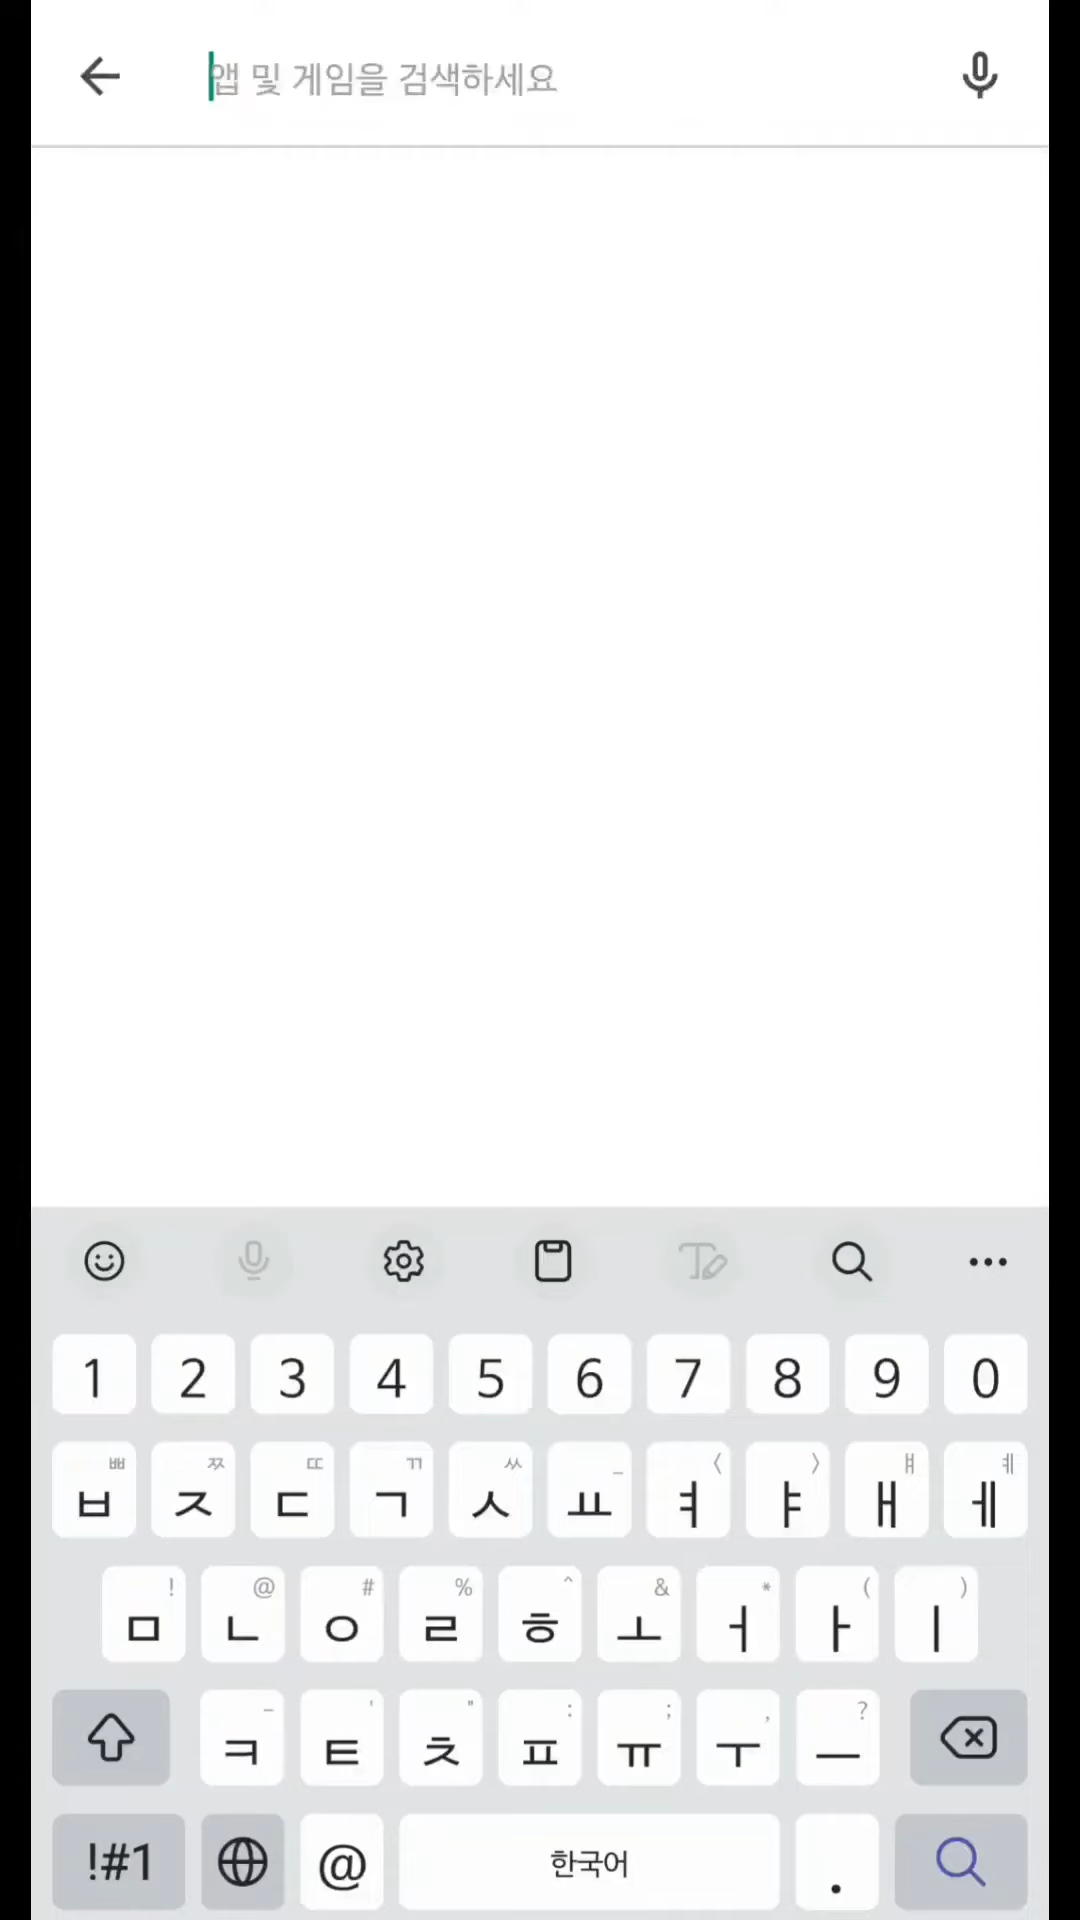 앱 및 게임을 검색하세요
1 2 3 4 5 6 7 8 9 0
ㅃ ㅉ ㄸ ㄲ ㅆ _ < > ㅒ ㅖ
ㅂ ㅈ ㄷ ㄱ ㅅ ㅛ ㅕ ㅑ ㅐ ㅔ
! @ # % ^ & * ( )
ㅁ ㄴ ㅇ ㄹ ㅎ ㅗ ㅓ ㅏ ㅣ
- ' " : ; , ?
ㅋ ㅌ ㅊ ㅍ ㅠ ㅜ ㅡ
!#1 @ 한국어 .